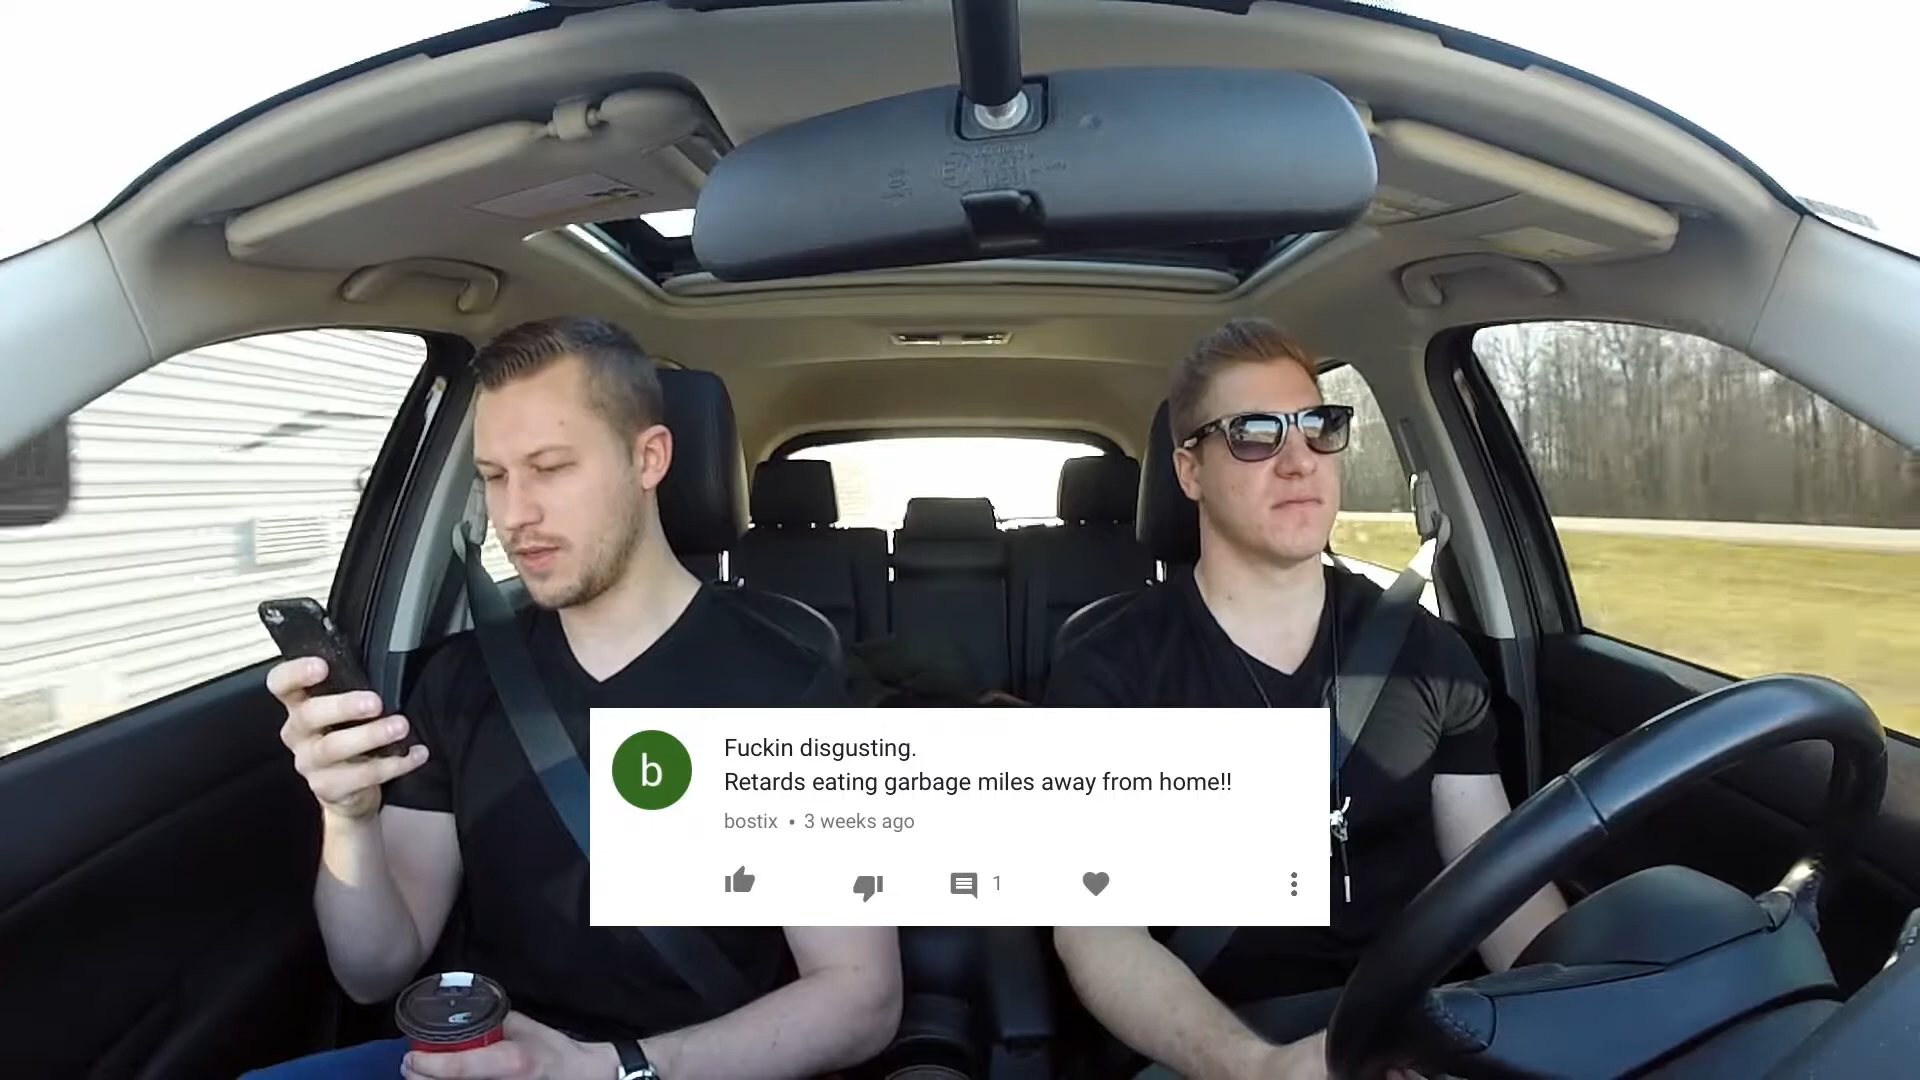 Fuckin disgusting.
Retards eating garbage miles away from home!!
b
bostix • 3 weeks ago
1